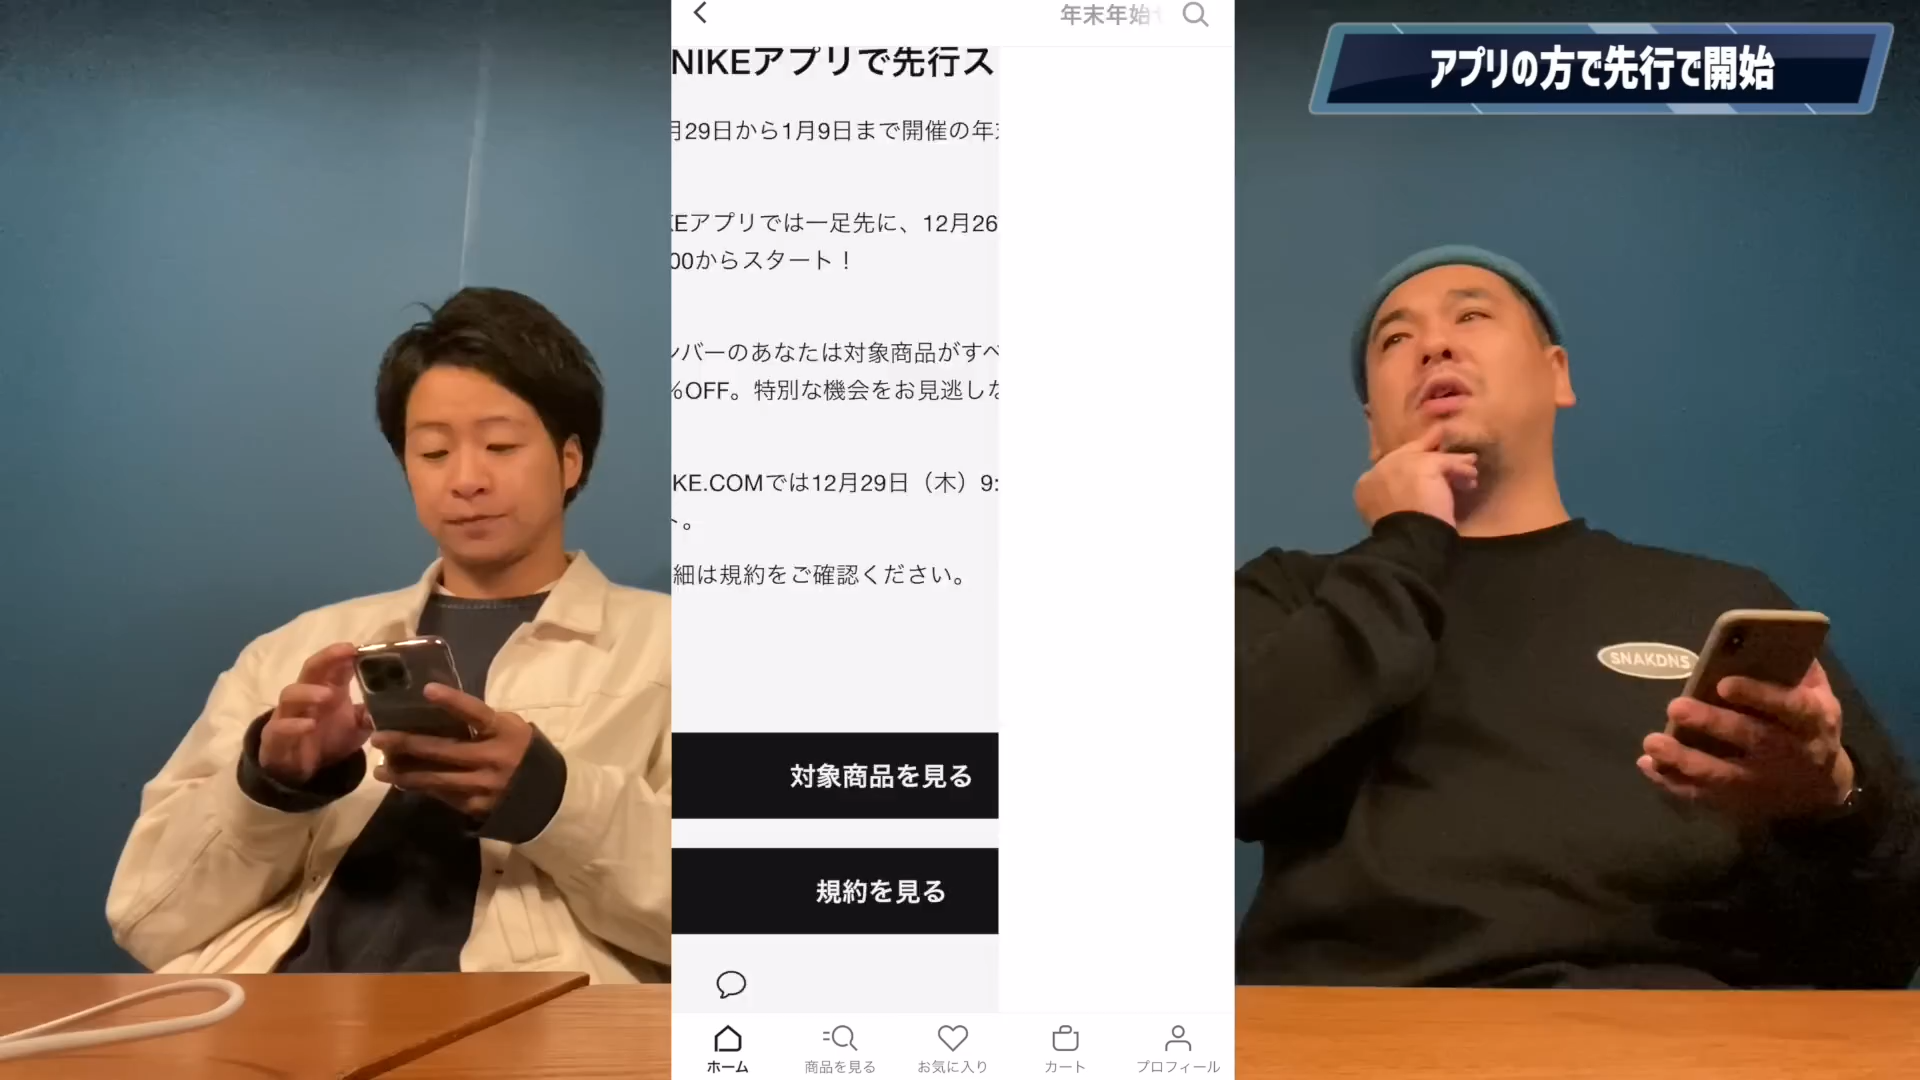 年末年始
アプリの方で先行で開始
NIKEアプリで先行ス
月29日から1月9日まで開催の年
KEアプリでは一足先に、12月26
00からスタート！
ンバーのあなたは対象商品がすべ
%OFF。特別な機会をお見逃しな
KE.COMでは12月29日（木）9:
ト。
細は規約をご確認ください。
SNAKDNS
対象商品を見る
規約を見る
ホーム
商品を見る
お気に入り
カート
プロフィール